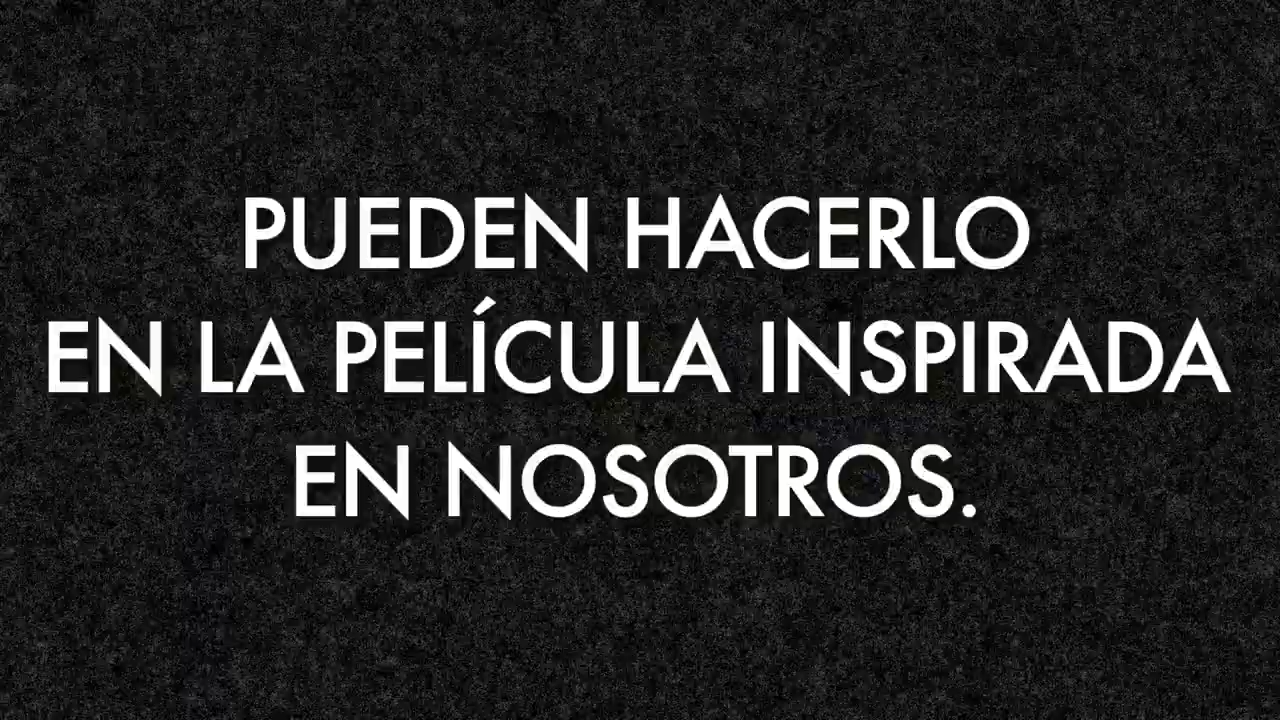 PUEDEN HACERLO
EN LA PELÍCULA INSPIRADA
EN NOSOTROS.